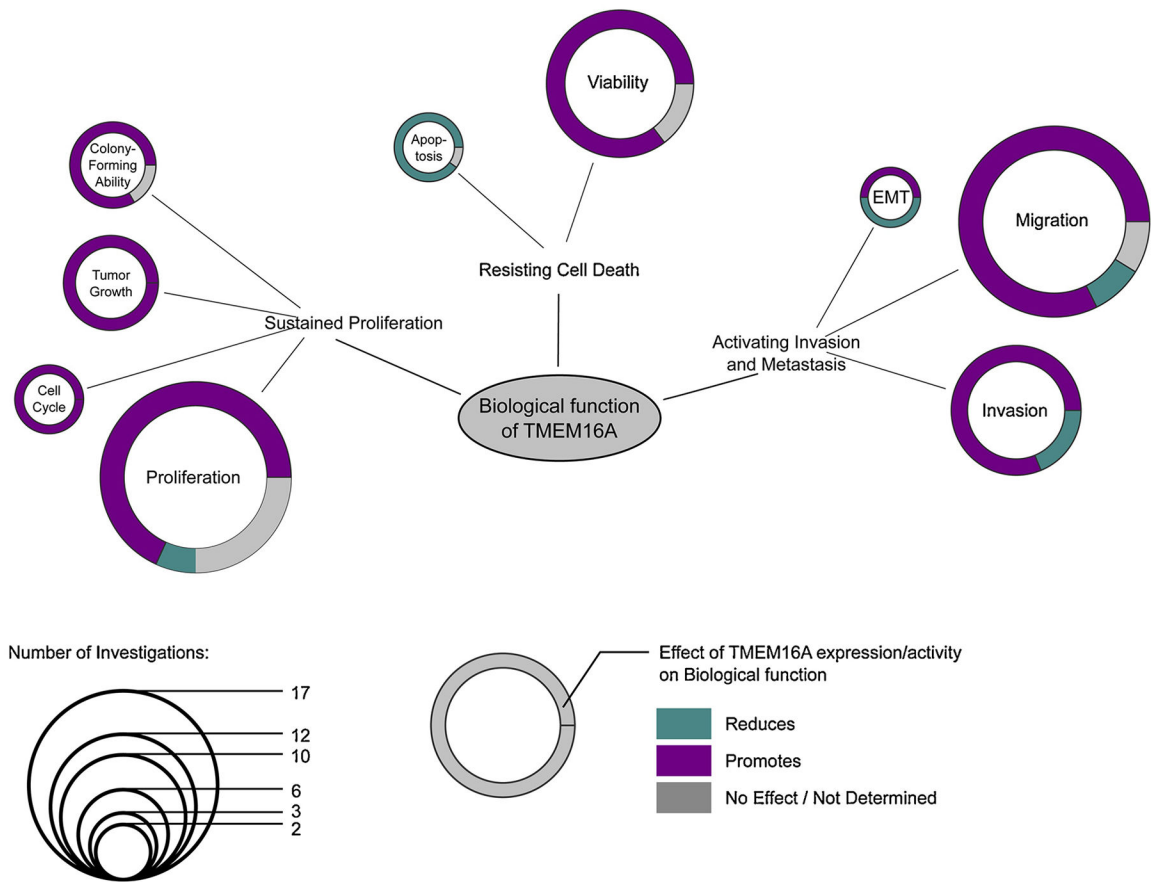 Viability
Apop-
tosis
Colony-
Forming
Ability
EMT
Migration
Tumor
Growth
Resisting Cell Death
Sustained Proliferation
Activating Invasion
and Metastasis
Cell
Cycle
Biological function
of TMEM16A
Invasion
Proliferation
Number of Investigations:
17
12
10
6
3
2
Effect of TMEM16A expression/activity
on Biological function
Reduces
Promotes
No Effect / Not Determined